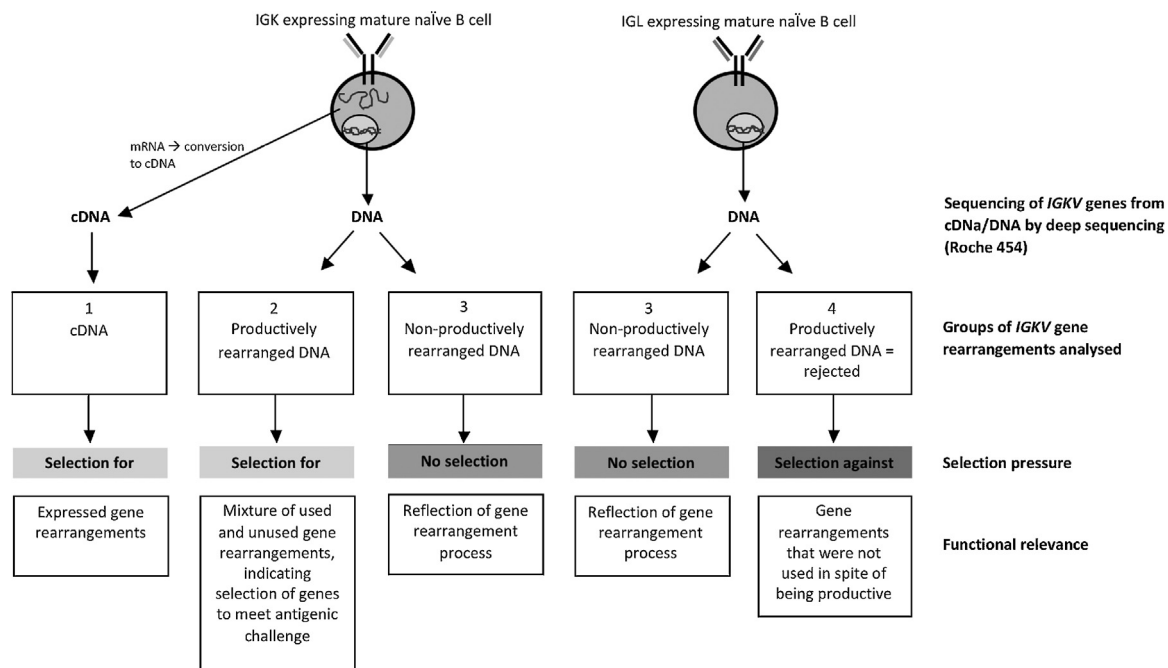 IGK expressing mature naÏve B cell
IGL expressing mature naÏve B cell
mRNA → conversion
to cDNA
cDNA
DNA
DNA
Sequencing of IGKV genes from
cDNa/DNA by deep sequencing
(Roche 454)
1
cDNA
2
Productively
rearranged DNA
3
Non-productively
rearranged DNA
3
Non-productively
rearranged DNA
4
Productively
rearranged DNA =
rejected
Groups of IGKV gene
rearrangements analysed
Selection for
Selection for
No selection
No selection
Selection against
Selection pressure
Expressed gene
rearrangements
Mixture of used
and unused gene
rearrangements,
indicating
selection of genes
to meet antigenic
challenge
Reflection of gene
rearrangement
process
Reflection of gene
rearrangement
process
Gene
rearrangements
that were not
used in spite of
being productive
Functional relevance